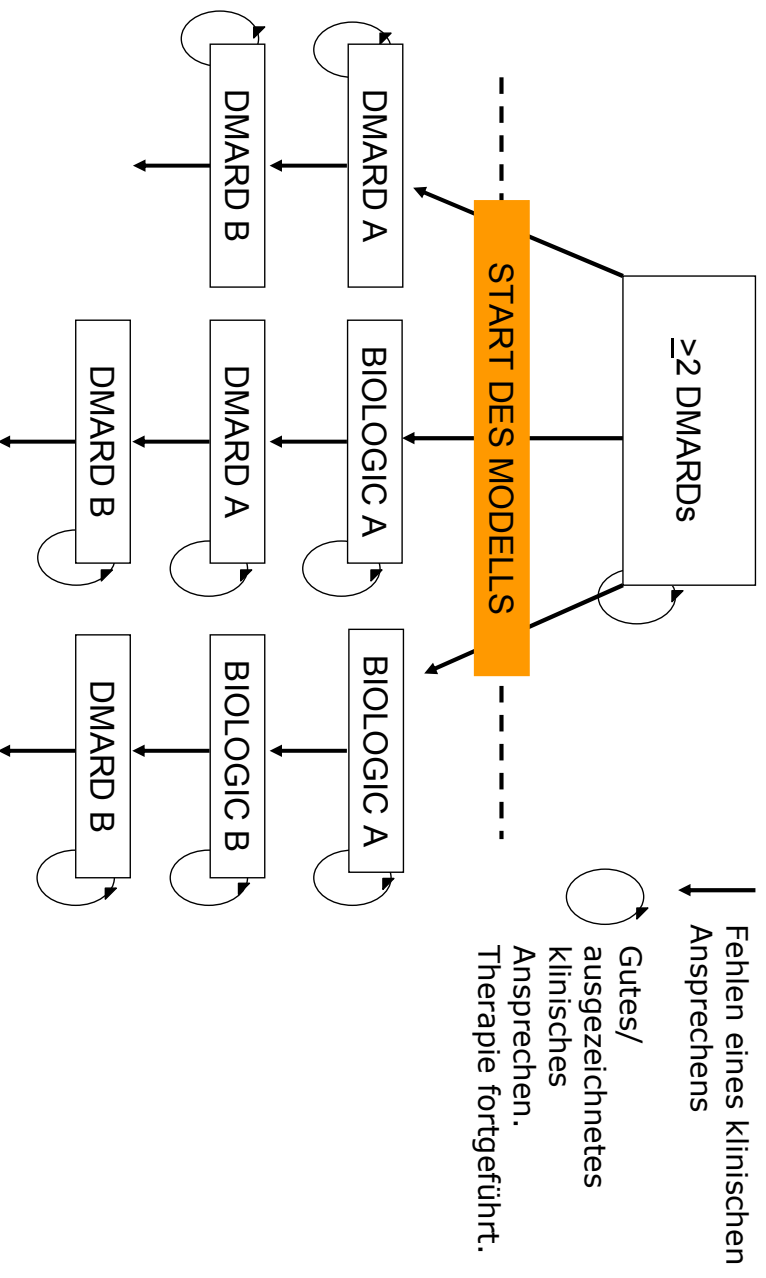 ≥2 DMARDs
START DES MODELLS
DMARD A
BIOLOGIC A
BIOLOGIC A
DMARD B
DMARD A
BIOLOGIC B
DMARD B
DMARD B
Fehlen eines klinischen
Ansprechens
Gutes/
ausgezeichnetes
klinisches
Ansprechen.
Therapie fortgeführt.